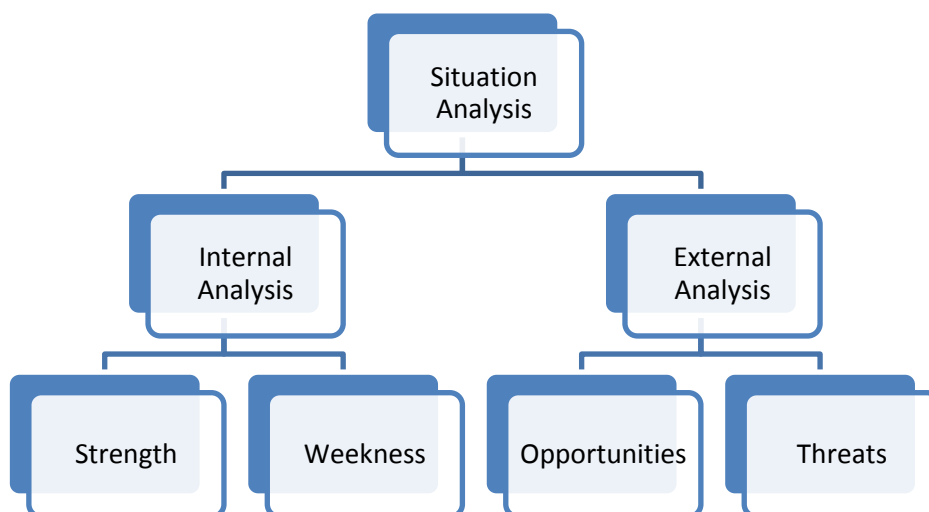 Situation
Analysis
Internal
Analysis
External
Analysis
Strength
Weekness
Opportunities
Threats